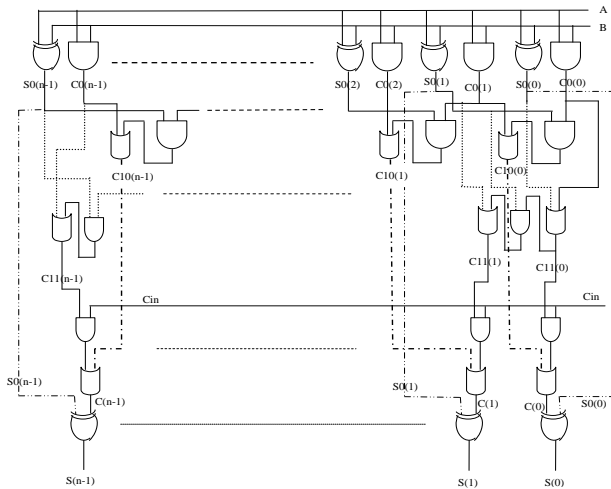 A
B
S0(n-1) C0(n-1) S0(2) C0(2) S0(1) C0(1) S0(0) C0(0)
C10(n-1) C10(1) C10(0)
C11(n-1) C11(1) C11(0)
Cin Cin
S0(n-1) S0(1) S0(0)
C(n-1) C(1) C(0)
S(n-1) S(1) S(0)